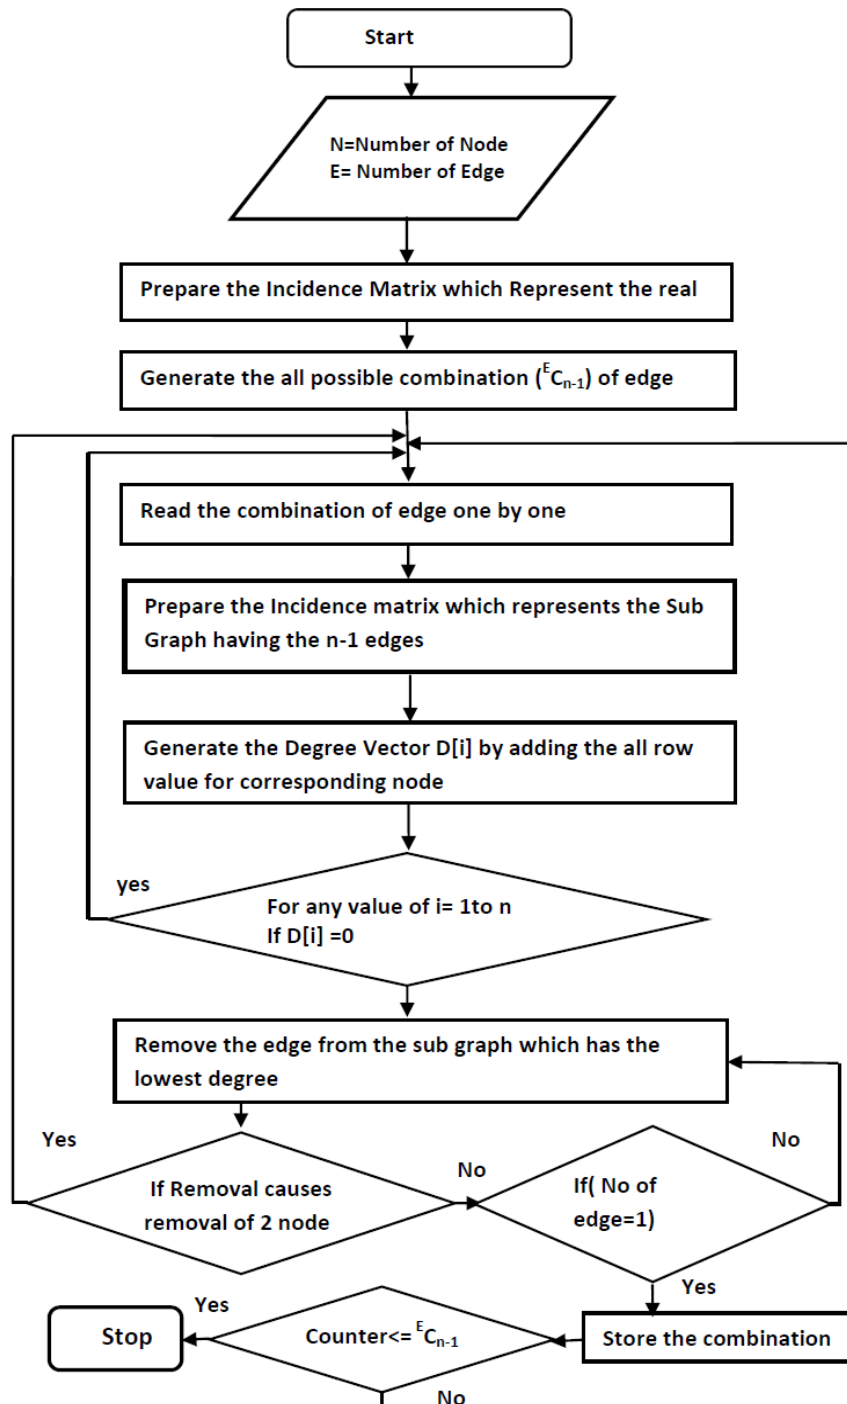 Start
N=Number of Node
E= Number of Edge
Prepare the Incidence Matrix which Represent the real
Generate the all possible combination (ᴱCₙ₋₁) of edge
Read the combination of edge one by one
Prepare the Incidence matrix which represents the Sub
Graph having the n-1 edges
Generate the Degree Vector D[i] by adding the all row
value for corresponding node
yes
For any value of i= 1to n
If D[i] =0
Remove the edge from the sub graph which has the
lowest degree
Yes
If Removal causes
removal of 2 node
No
If( No of
edge=1)
No
Yes
Store the combination
Counter<= ᴱCₙ₋₁
Yes
Stop
No